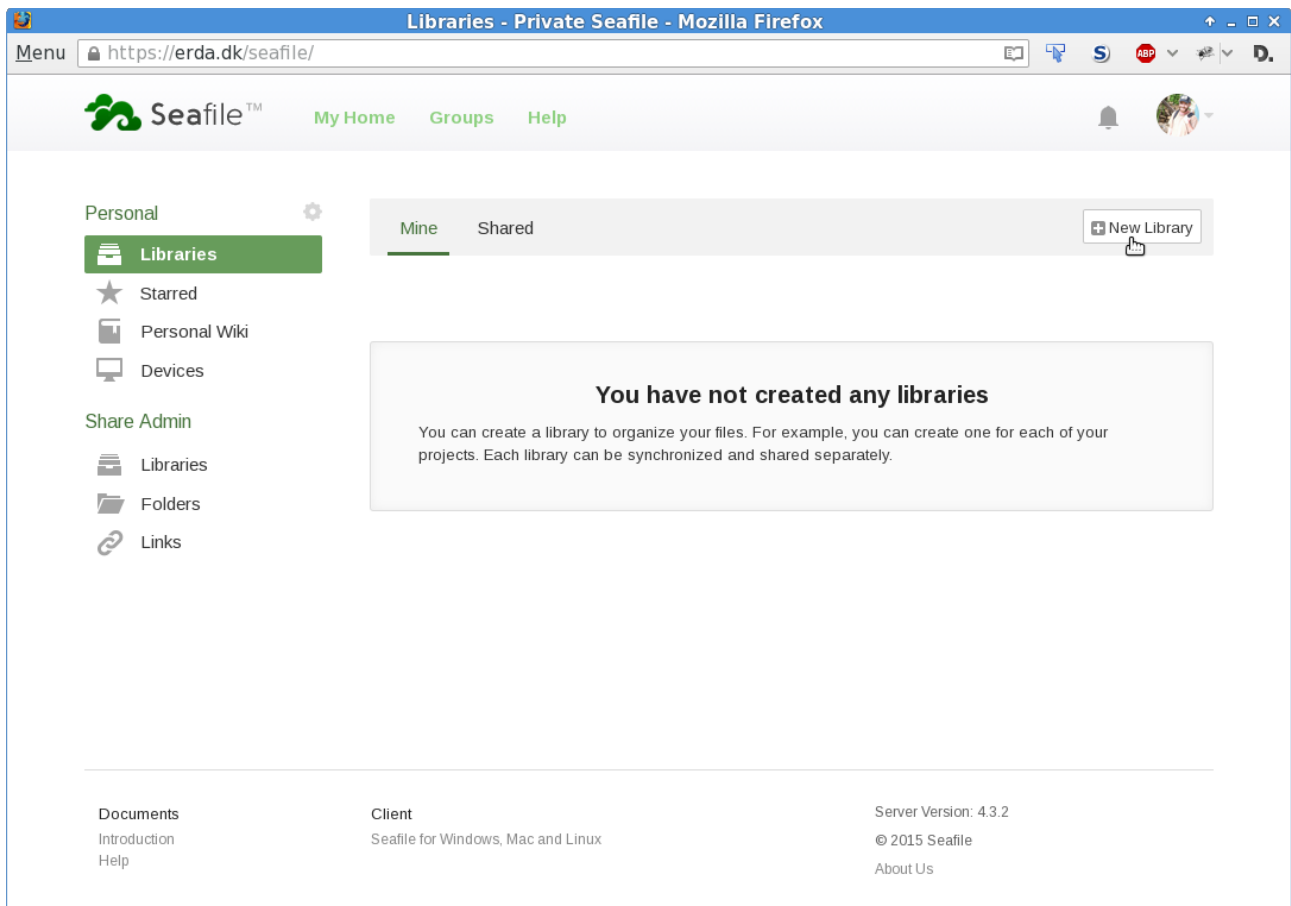 Libraries - Private Seafile - Mozilla Firefox
Menu https://erda.dk/seafile/ S ABP D.
Seafile™ My Home Groups Help
Personal
Libraries
Starred
Personal Wiki
Devices
Share Admin
Libraries
Folders
Links
Mine Shared New Library
You have not created any libraries
You can create a library to organize your files. For example, you can create one for each of your
projects. Each library can be synchronized and shared separately.
Documents
Introduction
Help
Client
Seafile for Windows, Mac and Linux
Server Version: 4.3.2
© 2015 Seafile
About Us